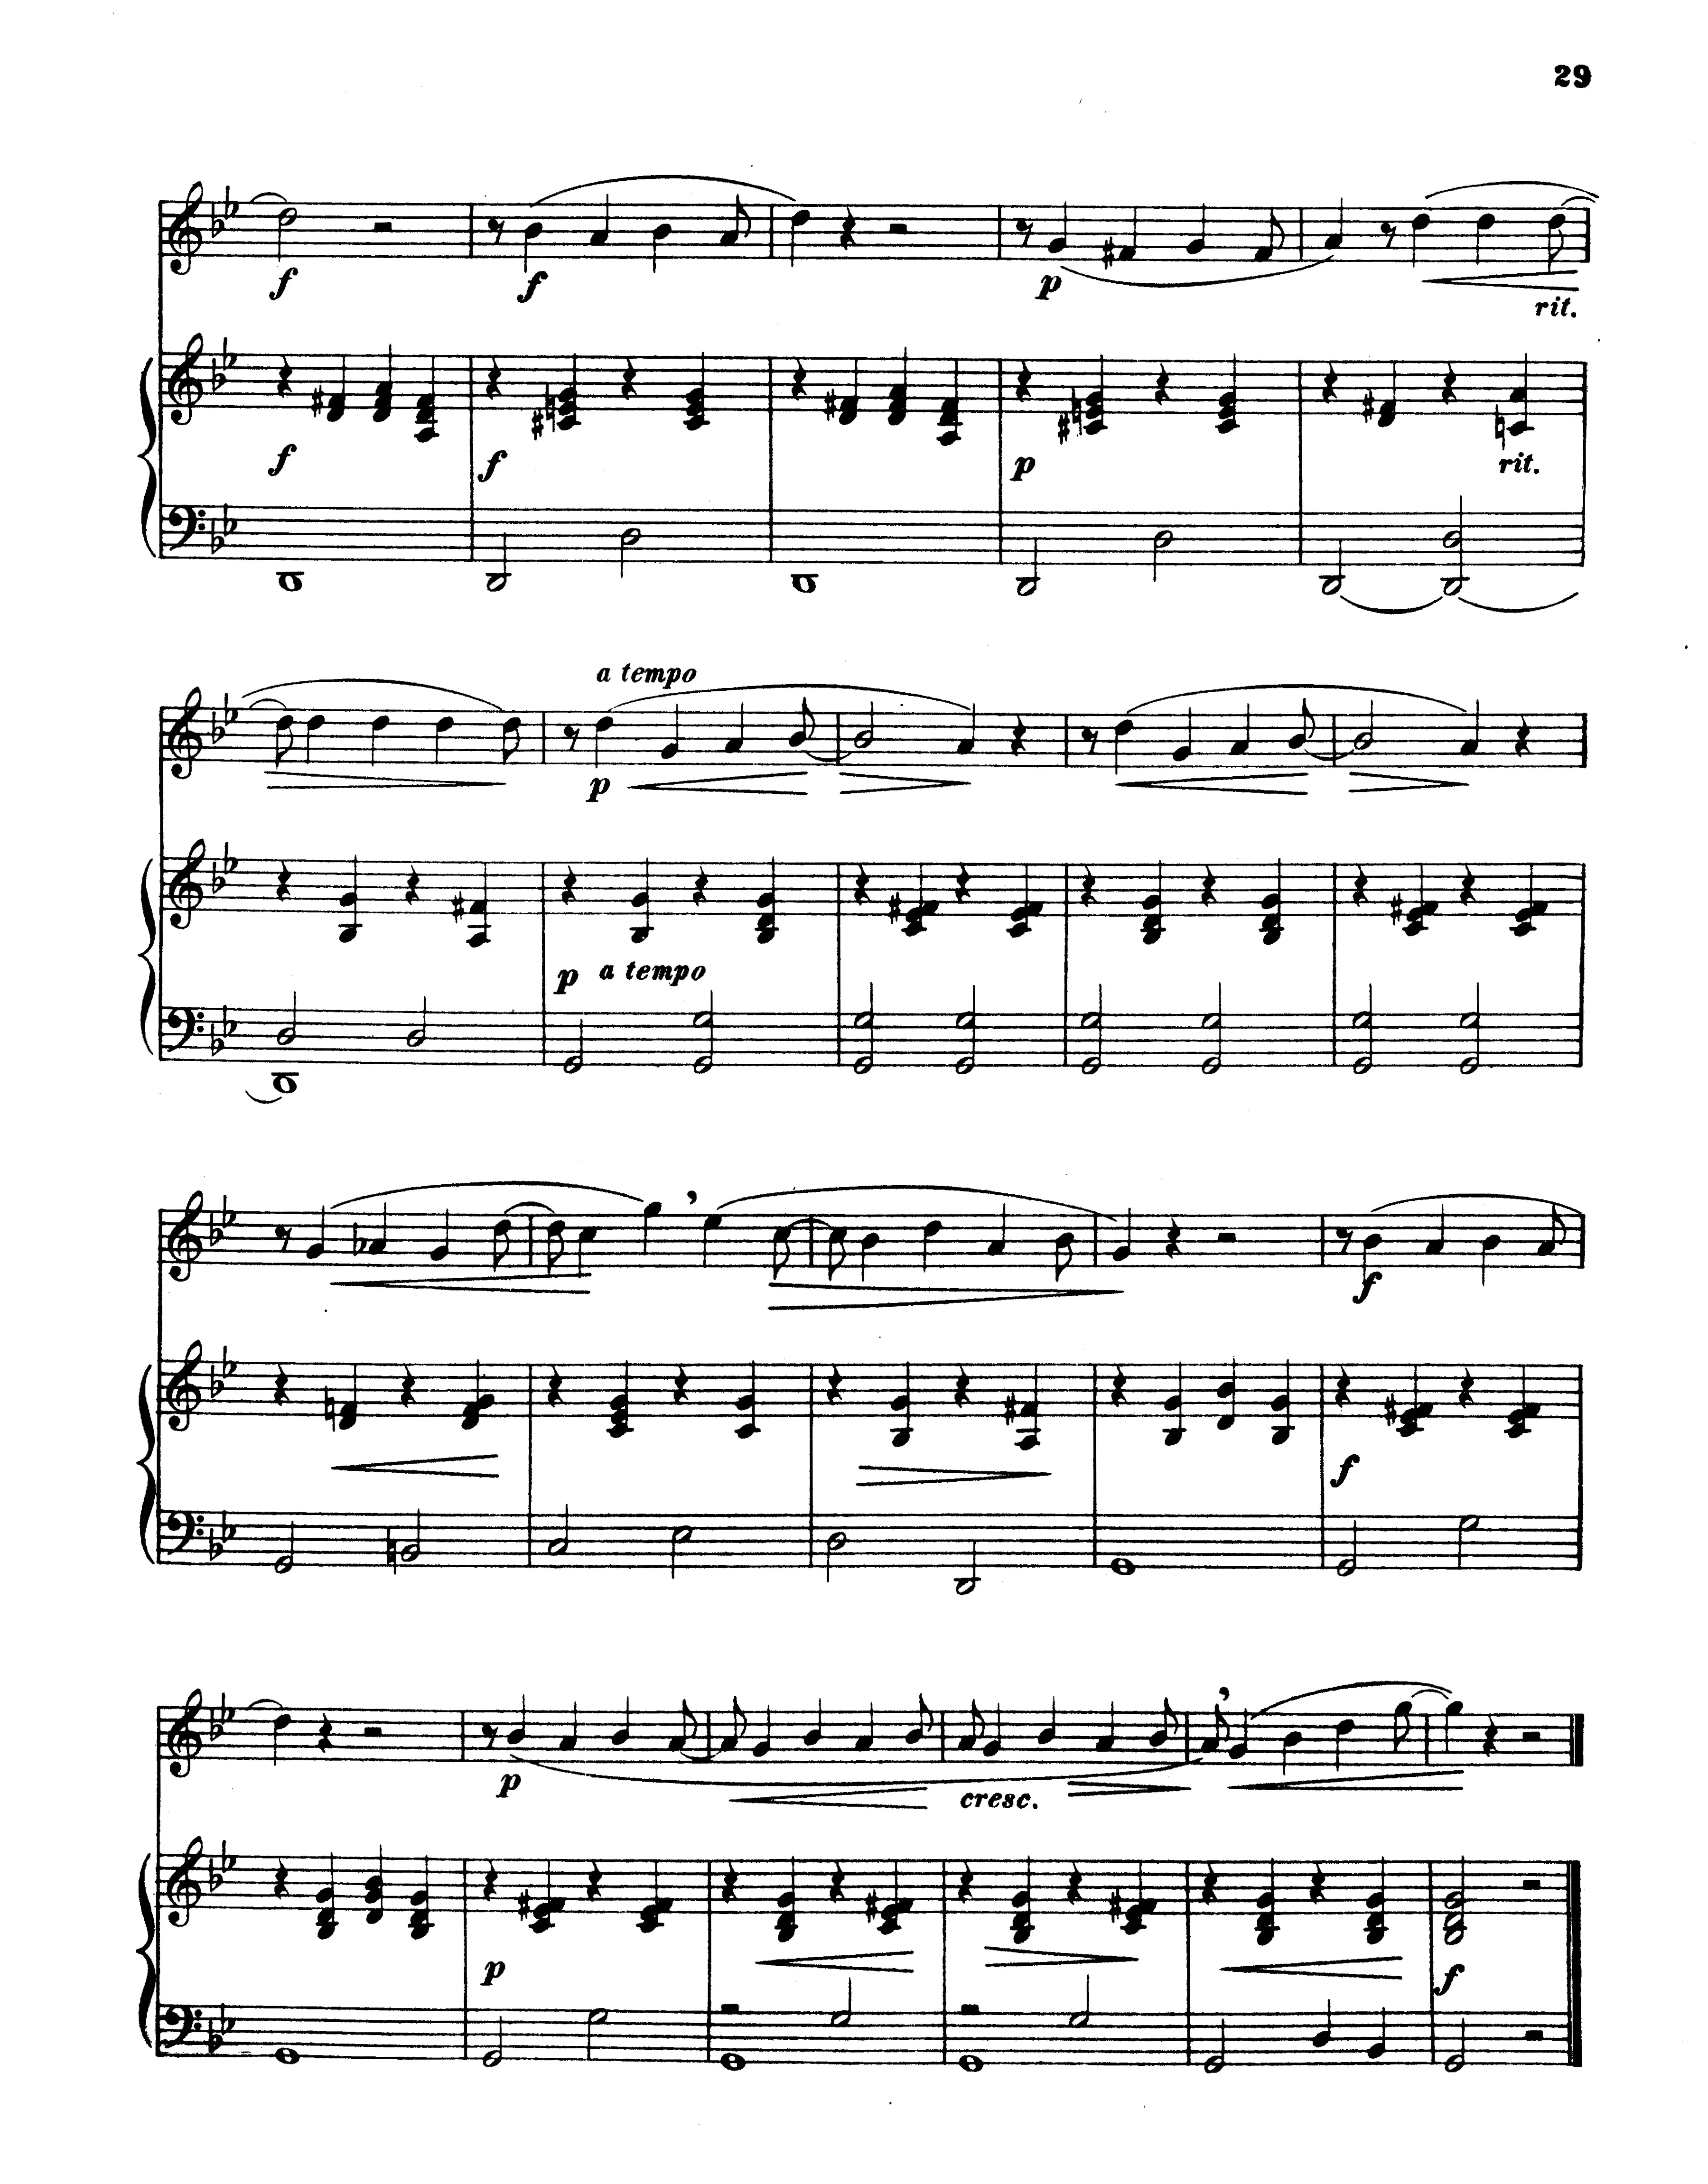 29
f f p
rit.
f f p rit.
a tempo
p
p a tempo
f
f
p cresc.
p f